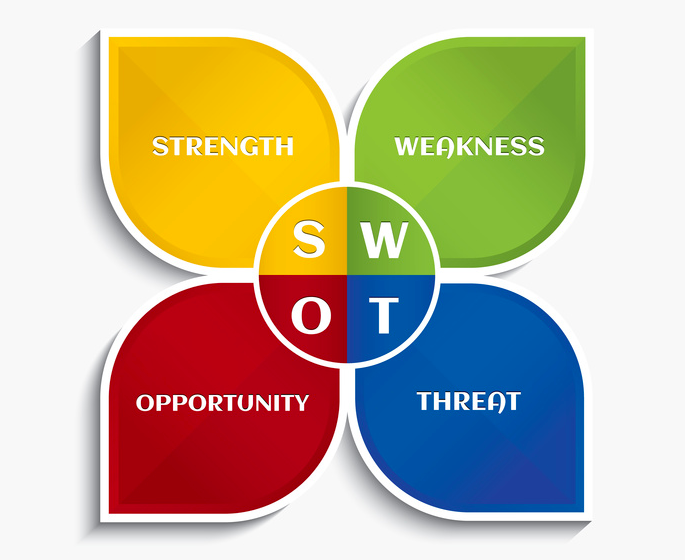 STRENGTH
WEAKNESS
S W
O T
OPPORTUNITY
THREAT